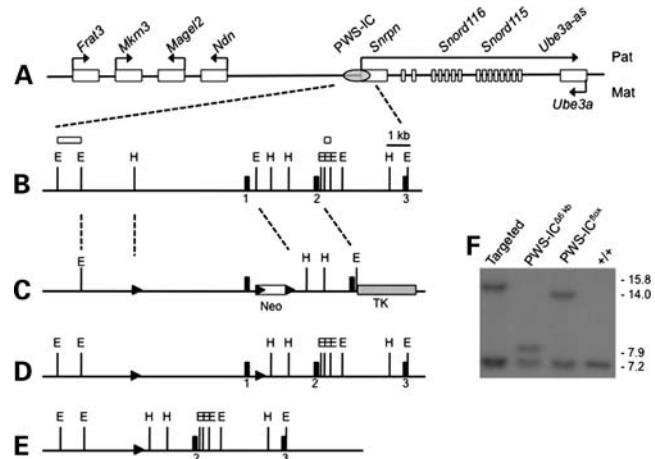 Frat3 Mkrn3 Magel2 Ndn PWS-IC Snrpn Snord116 Snord115 Ube3a-as
A Pat
Mat
Ube3a
1 kb
E E H E H H E E E E H E
B
1 2 3
E H H E
C
Neo TK
E E H H H E E E E H E
D
1 2 3
E E H H E E E E H E
E
2 3
F
Targeted PWS-ICΔ6 kb PWS-ICflox +/+
- 15.8
- 14.0
- 7.9
- 7.2